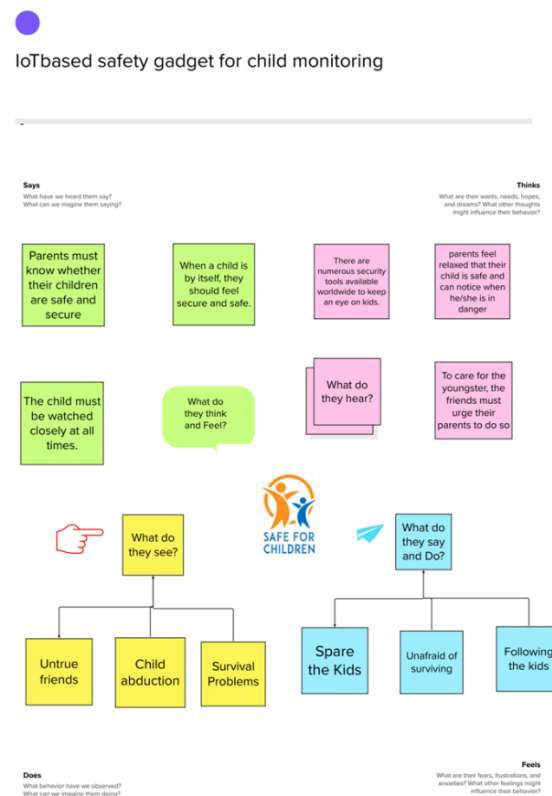 IoTbased safety gadget for child monitoring
Says
What have we heard them say?
What can we magine them saying?
Thinks
What are their wants, needs, hopes,
and dreams? What other thoughts
might influence their behavior?
Parents must
know whether
their children
are safe and
secure
When a child is
by itself, they
should feel
secure and safe.
There are
numerous security
tools available
worldwide to keep
an eye on kids.
parents feel
relaxed that their
child is safe and
can notice when
he/she is in
danger
The child must
be watched
closely at all
times.
What do
they think
and Feel?
What do
they hear?
To care for the
youngster, the
friends must
urge their
parents to do so
What do
they see?
SAFE FOR
CHILDREN
What do
they say
and Do?
Untrue
friends
Child
abduction
Survival
Problems
Spare
the Kids
Unafraid of
surviving
Following
the kids
Does
What behavior have we observed?
What can we imagine them doing?
Feels
What are their fears, frustrations, and
anxieties? What other feelings might
influence their behavior?